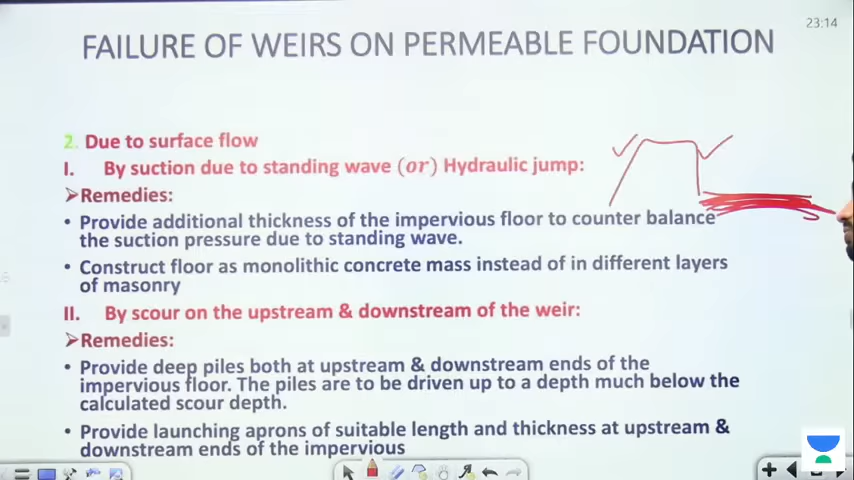 23:14
FAILURE OF WEIRS ON PERMEABLE FOUNDATION
2. Due to surface flow
I. By suction due to standing wave (or) Hydraulic jump:
➤Remedies:
• Provide additional thickness of the impervious floor to counter balance
the suction pressure due to standing wave.
• Construct floor as monolithic concrete mass instead of in different layers
of masonry
II. By scour on the upstream & downstream of the weir:
➤Remedies:
• Provide deep piles both at upstream & downstream ends of the
impervious floor. The piles are to be driven up to a depth much below the
calculated scour depth.
• Provide launching aprons of suitable length and thickness at upstream &
downstream ends of the impervious